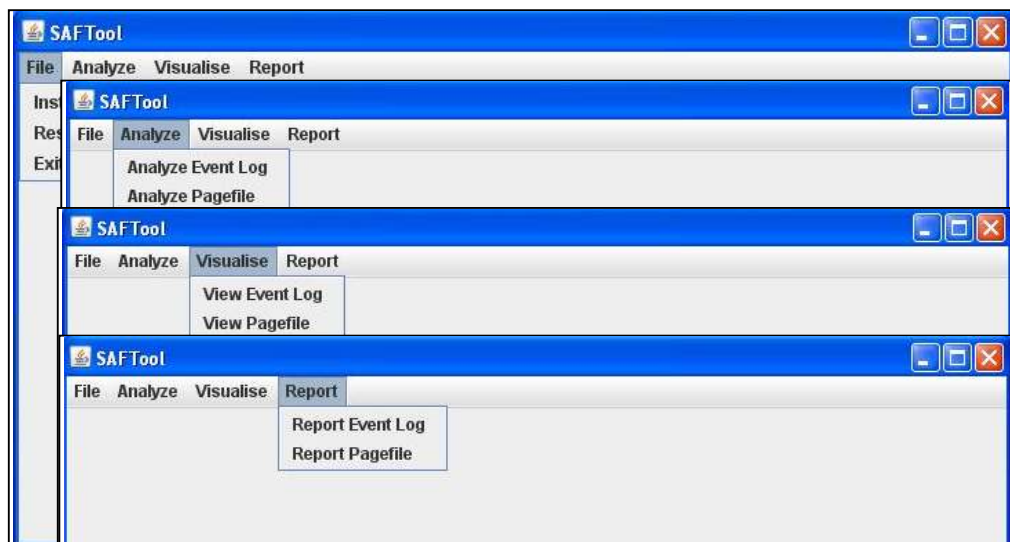 SAFTool
File Analyze Visualise Report
SAFTool
File Analyze Visualise Report
Analyze Event Log
Analyze Pagefile
SAFTool
File Analyze Visualise Report
View Event Log
View Pagefile
SAFTool
File Analyze Visualise Report
Report Event Log
Report Pagefile